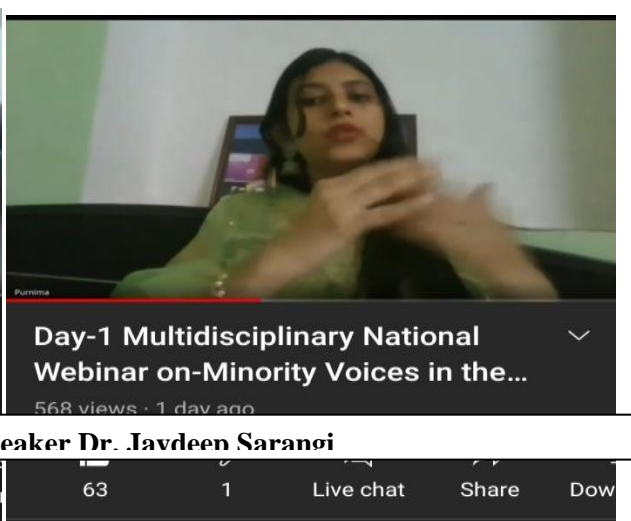 Purnima
Day-1 Multidisciplinary National
Webinar on-Minority Voices in the...
568 views · 1 day ago
eaker Dr. Jaydeep Sarangi
63 1 Live chat Share Dow